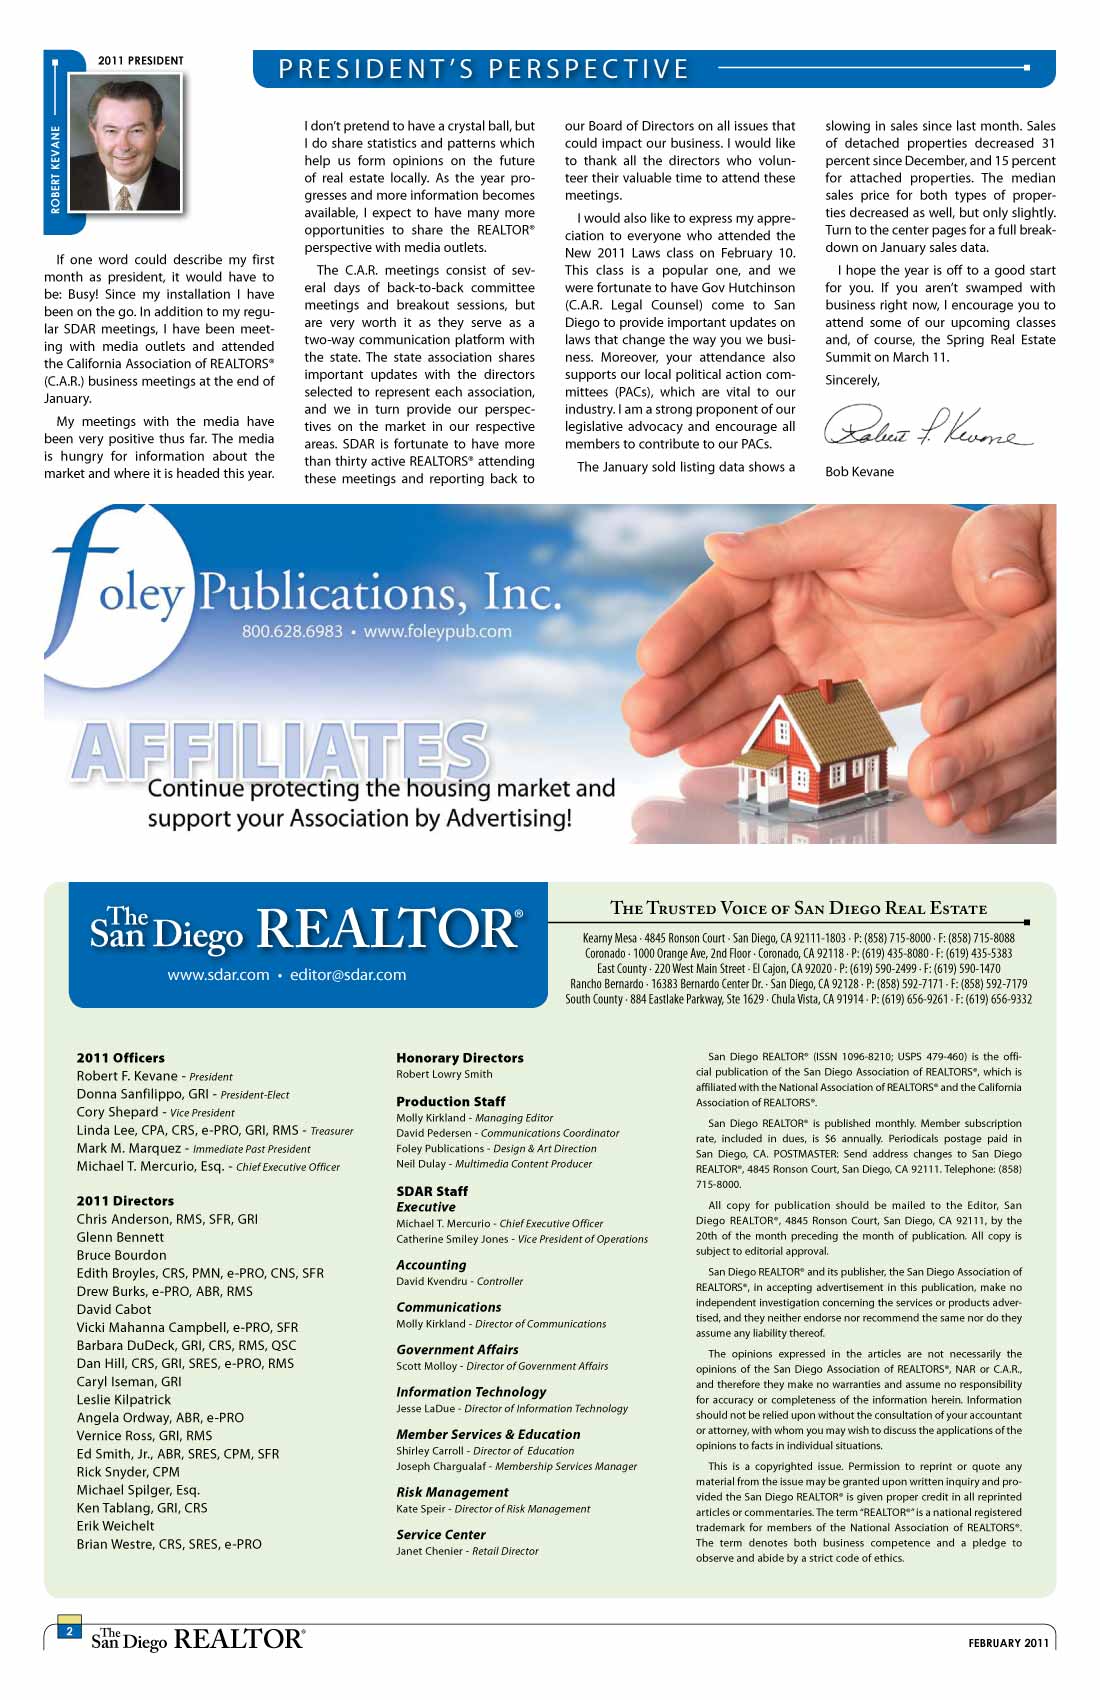 2011 PRESIDENT
ROBERT KEVANE
PRESIDENT'S PERSPECTIVE
If one word could describe my first
month as president, it would have to
be: Busy! Since my installation I have
been on the go. In addition to my regu-
lar SDAR meetings, I have been meet-
ing with media outlets and attended
the California Association of REALTORS®
(C.A.R.) business meetings at the end of
January.
My meetings with the media have
been very positive thus far. The media
is hungry for information about the
market and where it is headed this year.
I don't pretend to have a crystal ball, but
I do share statistics and patterns which
help us form opinions on the future
of real estate locally. As the year pro-
gresses and more information becomes
available, I expect to have many more
opportunities to share the REALTOR®
perspective with media outlets.
The C.A.R. meetings consist of sev-
eral days of back-to-back committee
meetings and breakout sessions, but
are very worth it as they serve as a
two-way communication platform with
the state. The state association shares
important updates with the directors
selected to represent each association,
and we in turn provide our perspec-
tives on the market in our respective
areas. SDAR is fortunate to have more
than thirty active REALTORS® attending
these meetings and reporting back to
our Board of Directors on all issues that
could impact our business. I would like
to thank all the directors who volun-
teer their valuable time to attend these
meetings.
I would also like to express my appre-
ciation to everyone who attended the
New 2011 Laws class on February 10.
This class is a popular one, and we
were fortunate to have Gov Hutchinson
(C.A.R. Legal Counsel) come to San
Diego to provide important updates on
laws that change the way you we busi-
ness. Moreover, your attendance also
supports our local political action com-
mittees (PACs), which are vital to our
industry. I am a strong proponent of our
legislative advocacy and encourage all
members to contribute to our PACs.
The January sold listing data shows a
slowing in sales since last month. Sales
of detached properties decreased 31
percent since December, and 15 percent
for attached properties. The median
sales price for both types of proper-
ties decreased as well, but only slightly.
Turn to the center pages for a full break-
down on January sales data.
I hope the year is off to a good start
for you. If you aren't swamped with
business right now, I encourage you to
attend some of our upcoming classes
and, of course, the Spring Real Estate
Summit on March 11.
Sincerely,
Robert F. Kevane
Bob Kevane
foley Publications, Inc.
800.628.6983 • www.foleypub.com
AFFILIATES
Continue protecting the housing market and
support your Association by Advertising!
The San Diego REALTOR®
www.sdar.com • editor@sdar.com
THE TRUSTED VOICE OF SAN DIEGO REAL ESTATE
Kearny Mesa · 4845 Ronson Court · San Diego, CA 92111-1803 · P: (858) 715-8000 · F: (858) 715-8088
Coronado · 1000 Orange Ave, 2nd Floor · Coronado, CA 92118 · P: (619) 435-8080 · F: (619) 435-5383
East County · 220 West Main Street · El Cajon, CA 92020 · P: (619) 590-2499 · F: (619) 590-1470
Rancho Bernardo · 16383 Bernardo Center Dr. · San Diego, CA 92128 · P: (858) 592-7171 · F: (858) 592-7179
South County · 884 Eastlake Parkway, Ste 1629 · Chula Vista, CA 91914 · P: (619) 656-9261 · F: (619) 656-9332
2011 Officers
Robert F. Kevane - President
Donna Sanfilippo, GRI - President-Elect
Cory Shepard - Vice President
Linda Lee, CPA, CRS, e-PRO, GRI, RMS - Treasurer
Mark M. Marquez - Immediate Past President
Michael T. Mercurio, Esq. - Chief Executive Officer
2011 Directors
Chris Anderson, RMS, SFR, GRI
Glenn Bennett
Bruce Bourdon
Edith Broyles, CRS, PMN, e-PRO, CNS, SFR
Drew Burks, e-PRO, ABR, RMS
David Cabot
Vicki Mahanna Campbell, e-PRO, SFR
Barbara DuDeck, GRI, CRS, RMS, QSC
Dan Hill, CRS, GRI, SRES, e-PRO, RMS
Caryl Iseman, GRI
Leslie Kilpatrick
Angela Ordway, ABR, e-PRO
Vernice Ross, GRI, RMS
Ed Smith, Jr., ABR, SRES, CPM, SFR
Rick Snyder, CPM
Michael Spilger, Esq.
Ken Tablang, GRI, CRS
Erik Weichelt
Brian Westre, CRS, SRES, e-PRO
Honorary Directors
Robert Lowry Smith
Production Staff
Molly Kirkland - Managing Editor
David Pedersen - Communications Coordinator
Foley Publications - Design & Art Direction
Neil Dulay - Multimedia Content Producer
SDAR Staff
Executive
Michael T. Mercurio - Chief Executive Officer
Catherine Smiley Jones - Vice President of Operations
Accounting
David Kvendru - Controller
Communications
Molly Kirkland - Director of Communications
Government Affairs
Scott Molloy - Director of Government Affairs
Information Technology
Jesse LaDue - Director of Information Technology
Member Services & Education
Shirley Carroll - Director of Education
Joseph Chargualaf - Membership Services Manager
Risk Management
Kate Speir - Director of Risk Management
Service Center
Janet Chenier - Retail Director
San Diego REALTOR® (ISSN 1096-8210; USPS 479-460) is the offi-
cial publication of the San Diego Association of REALTORS®, which is
affiliated with the National Association of REALTORS® and the California
Association of REALTORS®.
San Diego REALTOR® is published monthly. Member subscription
rate, included in dues, is $6 annually. Periodicals postage paid in
San Diego, CA. POSTMASTER: Send address changes to San Diego
REALTOR®, 4845 Ronson Court, San Diego, CA 92111. Telephone: (858)
715-8000.
All copy for publication should be mailed to the Editor, San
Diego REALTOR®, 4845 Ronson Court, San Diego, CA 92111, by the
20th of the month preceding the month of publication. All copy is
subject to editorial approval.
San Diego REALTOR® and its publisher, the San Diego Association of
REALTORS®, in accepting advertisement in this publication, make no
independent investigation concerning the services or products adver-
tised, and they neither endorse nor recommend the same nor do they
assume any liability thereof.
The opinions expressed in the articles are not necessarily the
opinions of the San Diego Association of REALTORS®, NAR or C.A.R.,
and therefore they make no warranties and assume no responsibility
for accuracy or completeness of the information herein. Information
should not be relied upon without the consultation of your accountant
or attorney, with whom you may wish to discuss the applications of the
opinions to facts in individual situations.
This is a copyrighted issue. Permission to reprint or quote any
material from the issue may be granted upon written inquiry and pro-
vided the San Diego REALTOR® is given proper credit in all reprinted
articles or commentaries. The term "REALTOR®" is a national registered
trademark for members of the National Association of REALTORS®.
The term denotes both business competence and a pledge to
observe and abide by a strict code of ethics.
2
The San Diego REALTOR®
FEBRUARY 2011